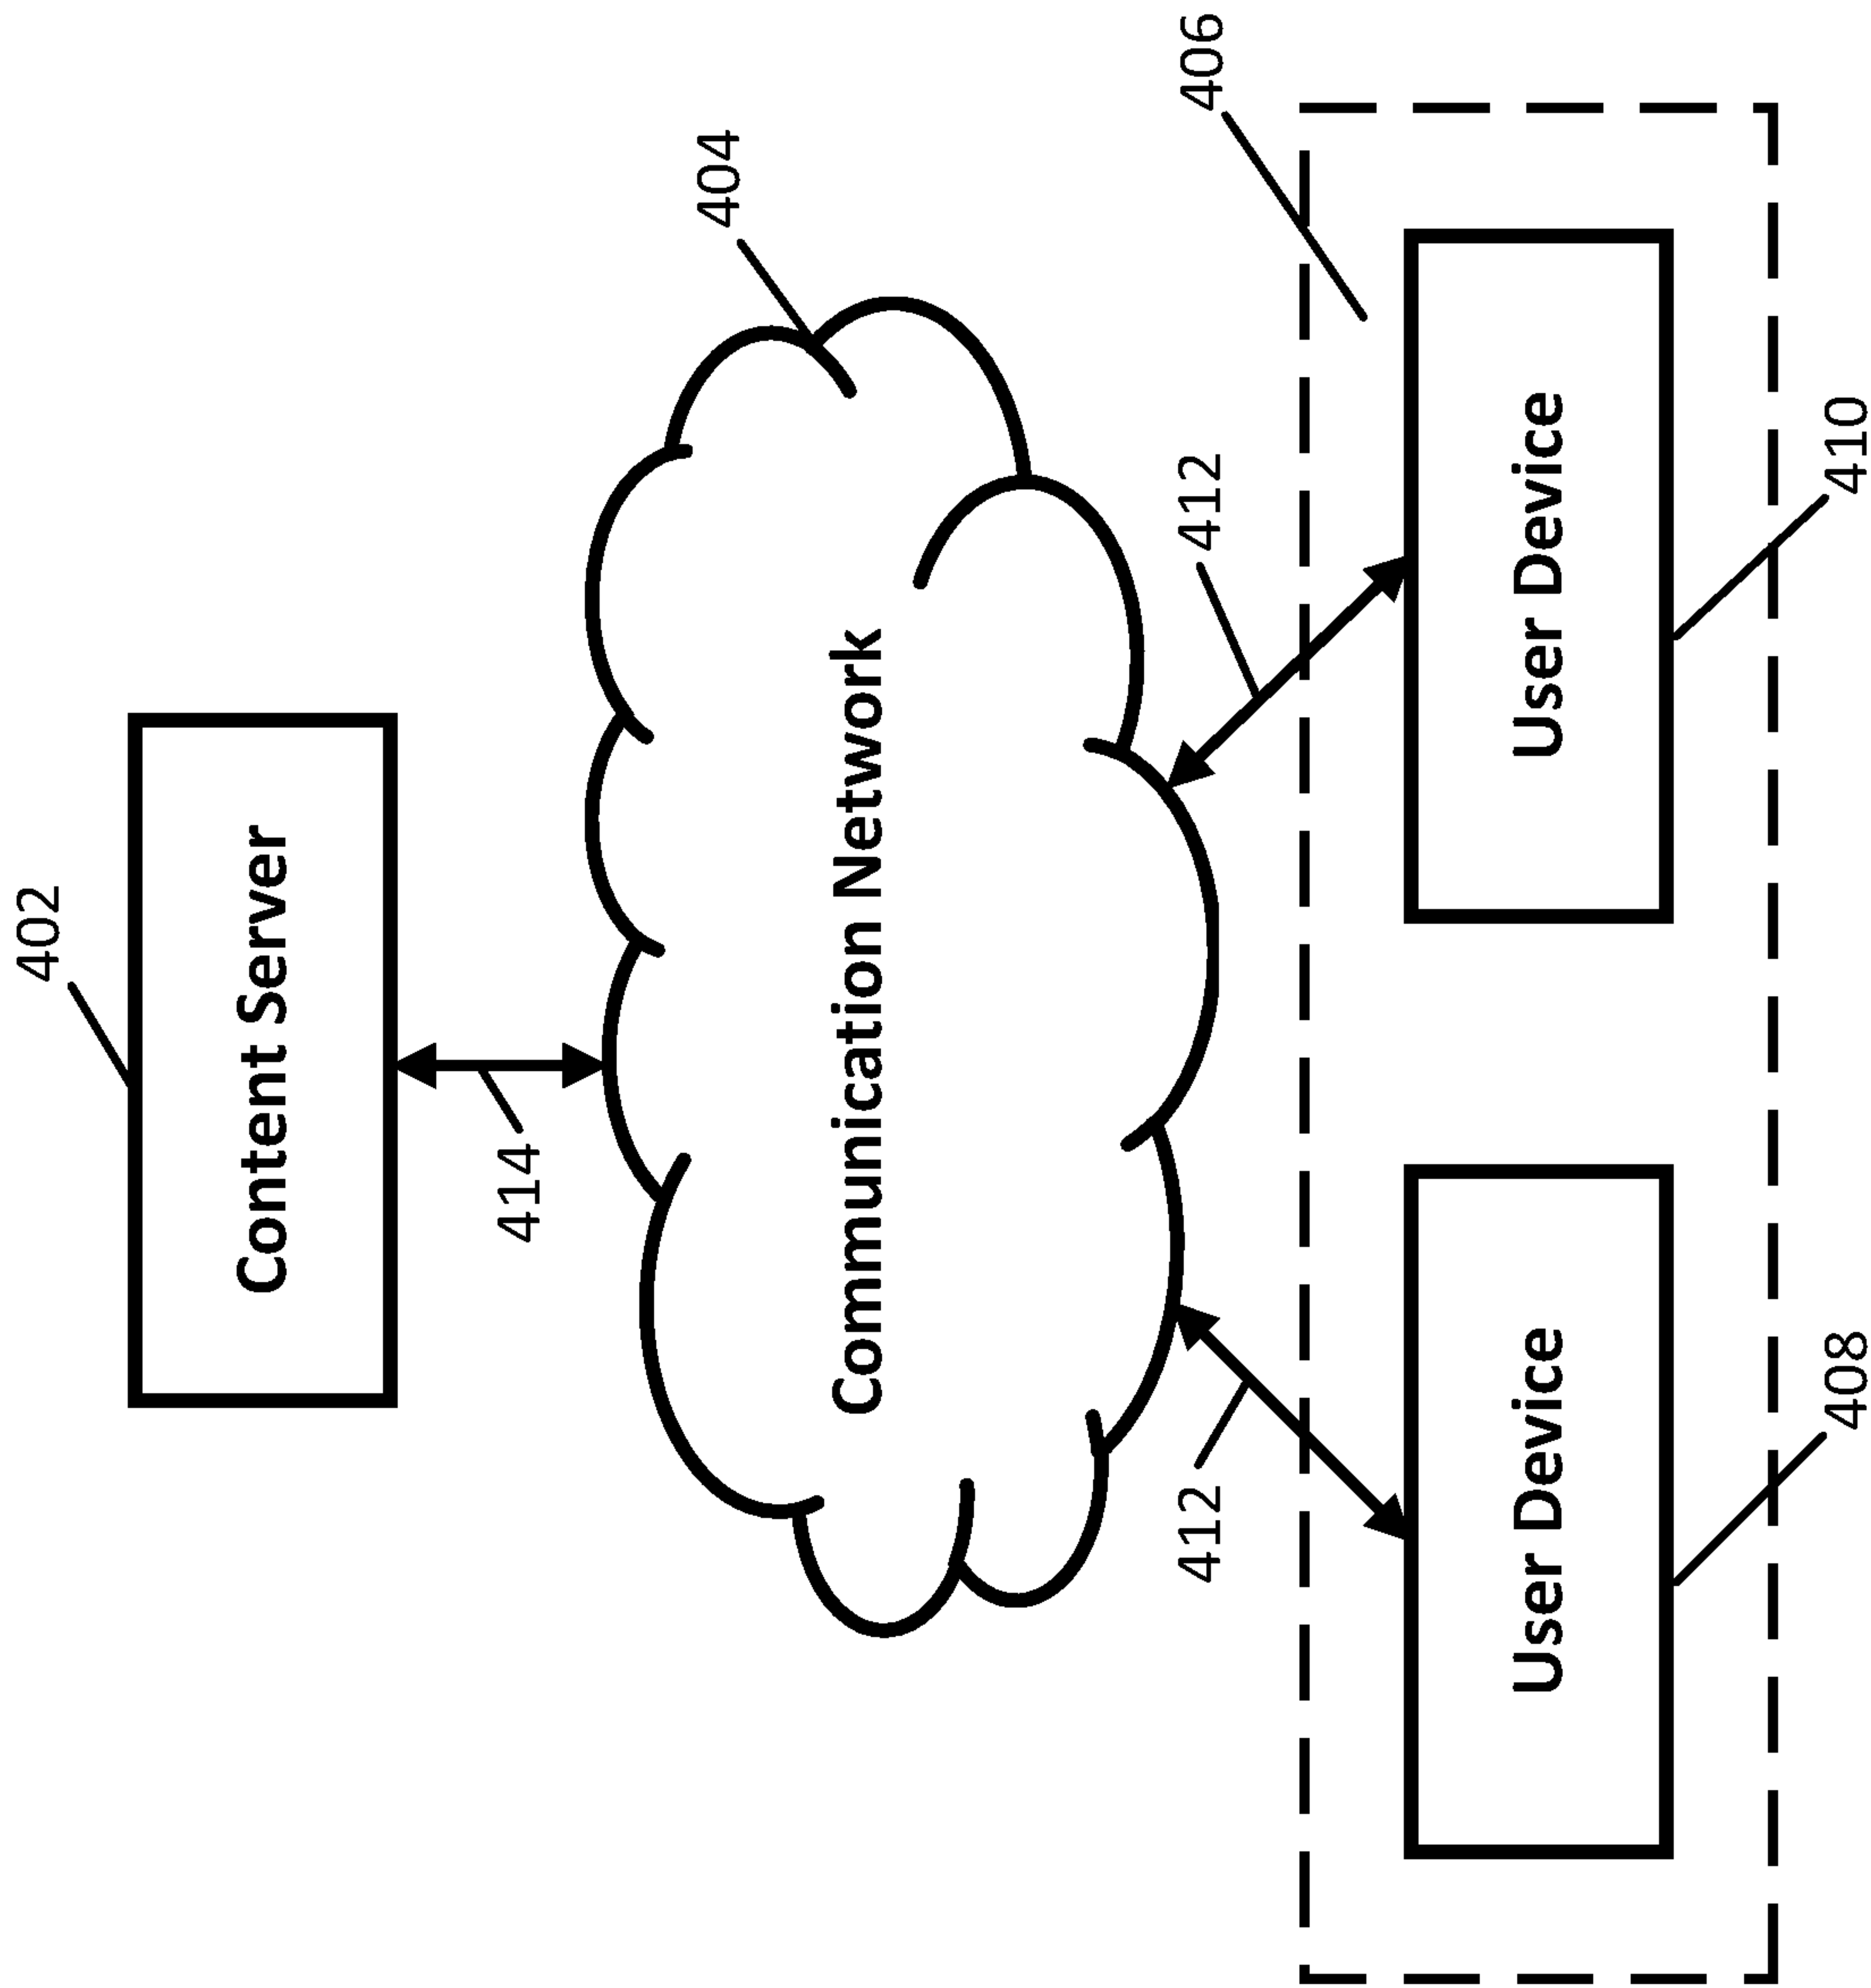 402
Content Server
414
404
Communication Network
412
412
406
User Device
User Device
408
410